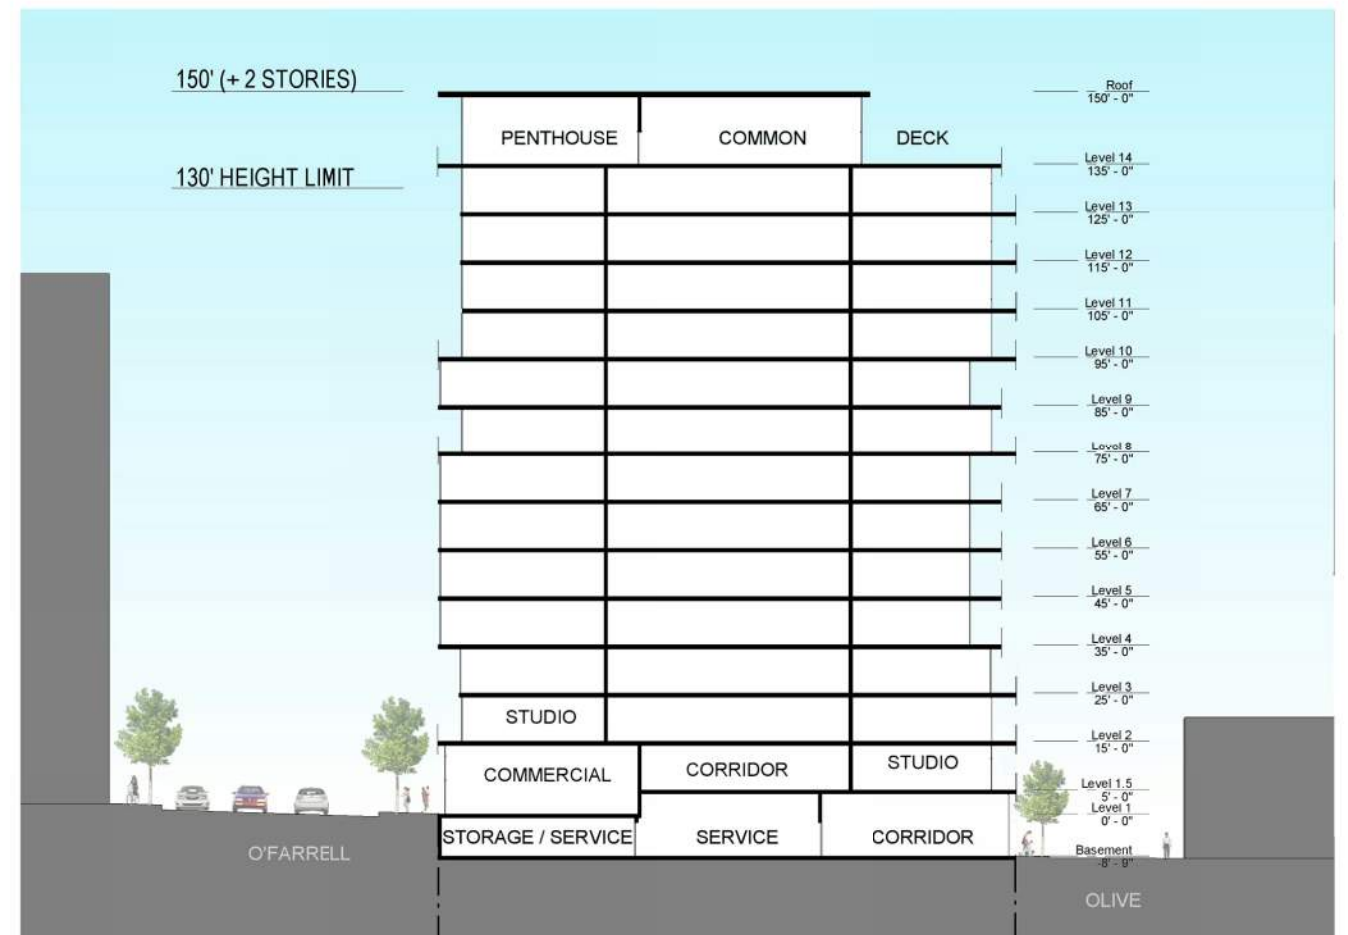 150' (+ 2 STORIES)
Roof
150' - 0"
PENTHOUSE
COMMON
DECK
130' HEIGHT LIMIT
Level 14
135' - 0"
Level 13
125' - 0"
Level 12
115' - 0"
Level 11
105' - 0"
Level 10
95' - 0"
Level 9
85' - 0"
Level 8
75' - 0"
Level 7
65' - 0"
Level 6
55' - 0"
Level 5
45' - 0"
Level 4
35' - 0"
Level 3
25' - 0"
STUDIO
Level 2
15' - 0"
COMMERCIAL
CORRIDOR
STUDIO
Level 1.5
5' - 0"
Level 1
0' - 0"
STORAGE / SERVICE
SERVICE
CORRIDOR
Basement
-8' - 9"
O'FARRELL
OLIVE